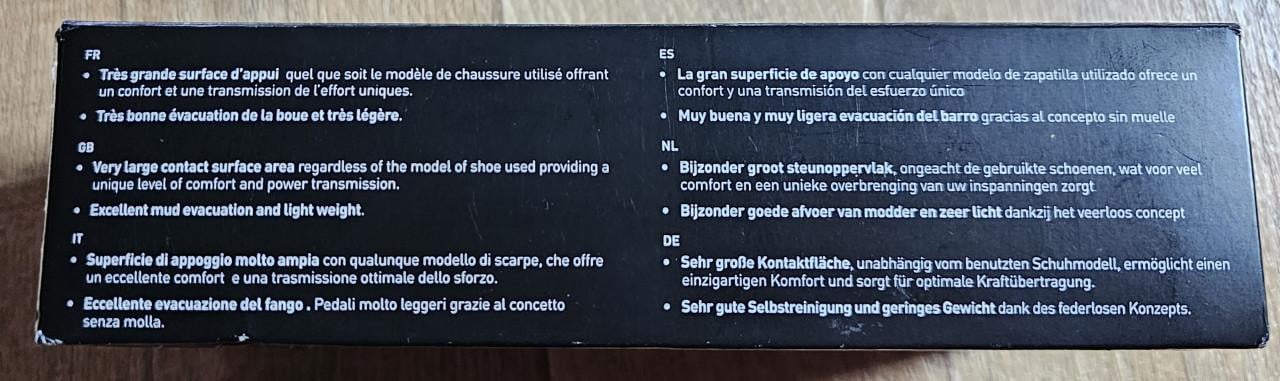 FR
• Très grande surface d'appui quel que soit le modèle de chaussure utilisé offrant
un confort et une transmission de l'effort uniques.
• Très bonne évacuation de la boue et très légère.
GB
• Very large contact surface area regardless of the model of shoe used providing a
unique level of comfort and power transmission.
• Excellent mud evacuation and light weight.
IT
• Superficie di appoggio molto ampia con qualunque modello di scarpe, che offre
un eccellente comfort e una trasmissione ottimale dello sforzo.
• Eccellente evacuazione del fango . Pedali molto leggeri grazie al concetto
senza molla.
ES
• La gran superficie de apoyo con cualquier modelo de zapatilla utilizado ofrece un
confort y una transmisión del esfuerzo único
• Muy buena y muy ligera evacuación del barro gracias al concepto sin muelle
NL
• Bijzonder groot steunoppervlak, ongeacht de gebruikte schoenen, wat voor veel
comfort en een unieke overbrenging van uw inspanningen zorgt
• Bijzonder goede afvoer van modder en zeer licht dankzij het veerloos concept
DE
• Sehr große Kontaktfläche, unabhängig vom benutzten Schuhmodell, ermöglicht einen
einzigartigen Komfort und sorgt für optimale Kraftübertragung.
• Sehr gute Selbstreinigung und geringes Gewicht dank des federlosen Konzepts.